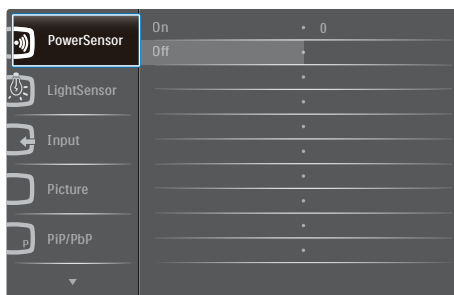 PowerSensor
LightSensor
Input
Picture
P
PiP/PbP
On
0
Off